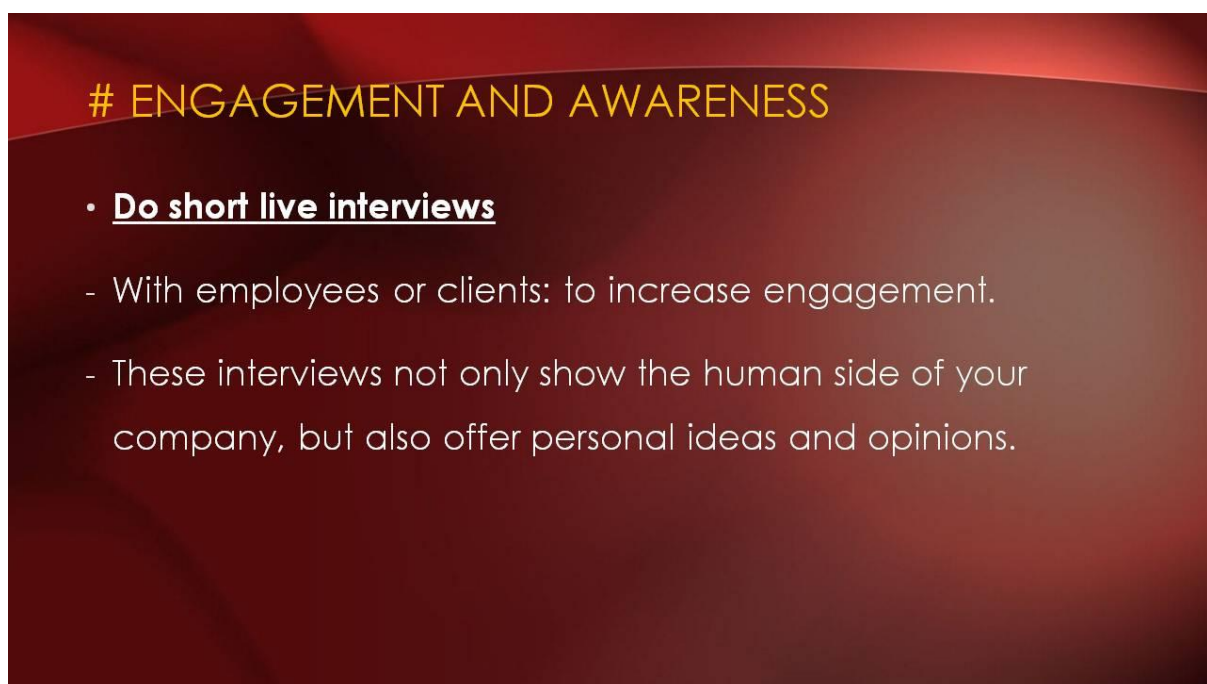 # ENGAGEMENT AND AWARENESS
• Do short live interviews
- With employees or clients: to increase engagement.
- These interviews not only show the human side of your
company, but also offer personal ideas and opinions.